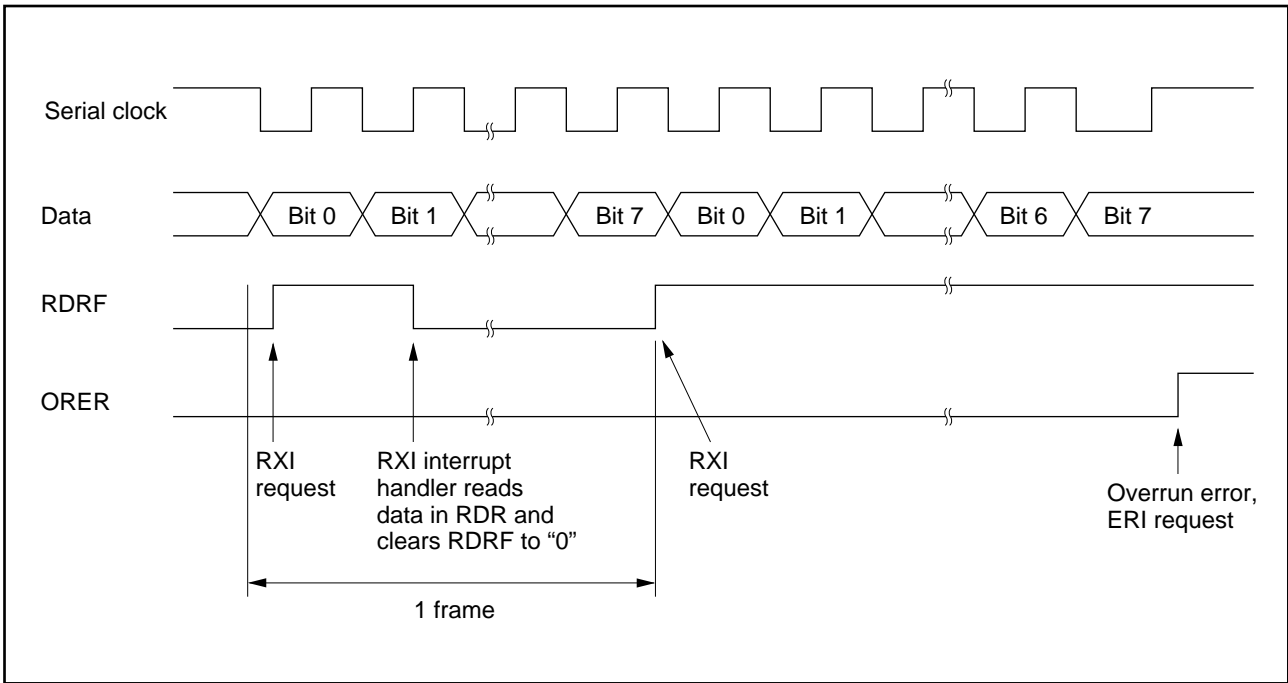 Serial clock
Data
Bit 0
Bit 1
Bit 7
Bit 0
Bit 1
Bit 6
Bit 7
RDRF
ORER
RXI
request
RXI interrupt
handler reads
data in RDR and
clears RDRF to “0”
RXI
request
Overrun error,
ERI request
1 frame